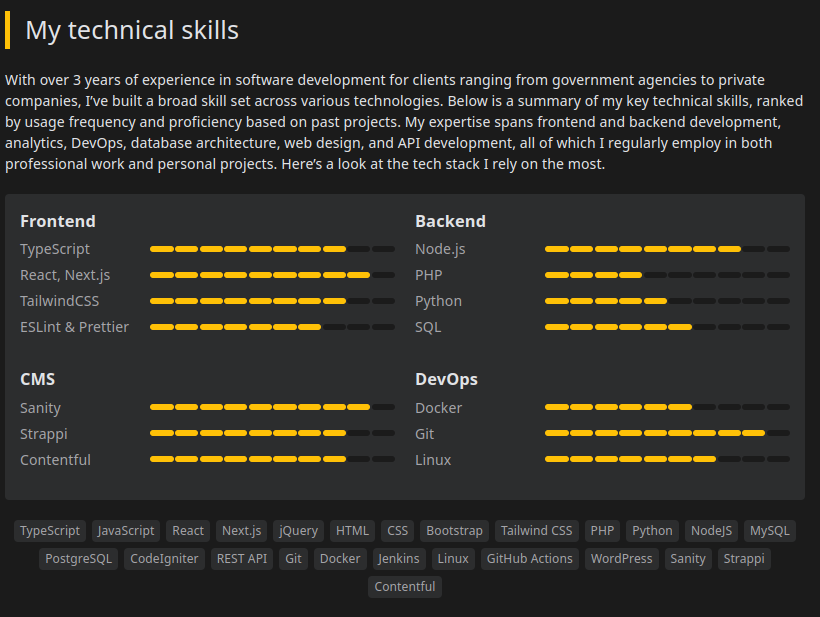 My technical skills
With over 3 years of experience in software development for clients ranging from government agencies to private
companies, I’ve built a broad skill set across various technologies. Below is a summary of my key technical skills, ranked
by usage frequency and proficiency based on past projects. My expertise spans frontend and backend development,
analytics, DevOps, database architecture, web design, and API development, all of which I regularly employ in both
professional work and personal projects. Here’s a look at the tech stack I rely on the most.
Frontend
TypeScript
React, Next.js
TailwindCSS
ESLint & Prettier
Backend
Node.js
PHP
Python
SQL
CMS
Sanity
Strappi
Contentful
DevOps
Docker
Git
Linux
TypeScript JavaScript React Next.js jQuery HTML CSS Bootstrap Tailwind CSS PHP Python NodeJS MySQL
PostgreSQL CodeIgniter REST API Git Docker Jenkins Linux GitHub Actions WordPress Sanity Strappi
Contentful